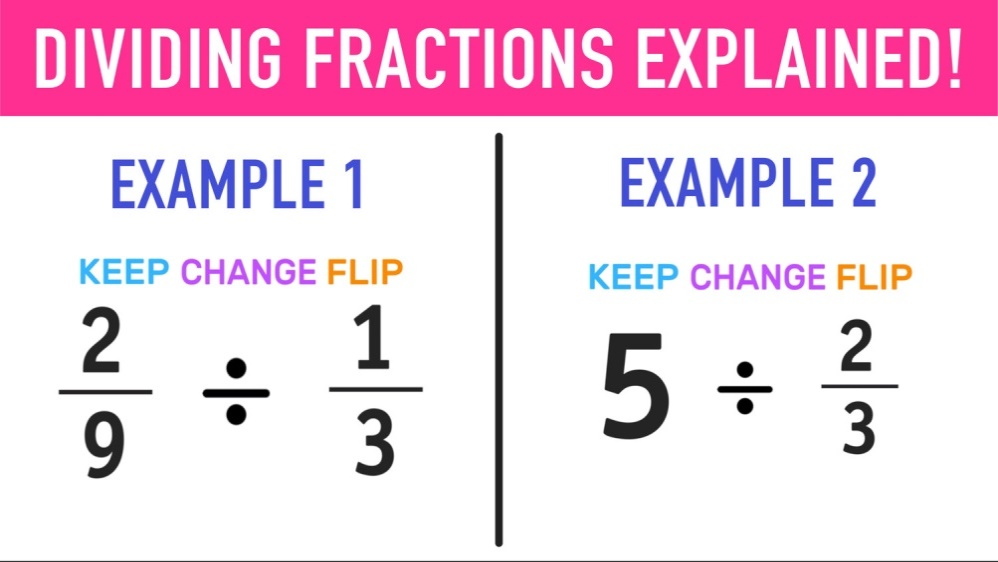 DIVIDING FRACTIONS EXPLAINED!
EXAMPLE 1
KEEP CHANGE FLIP
2/9 ÷ 1/3
EXAMPLE 2
KEEP CHANGE FLIP
5 ÷ 2/3